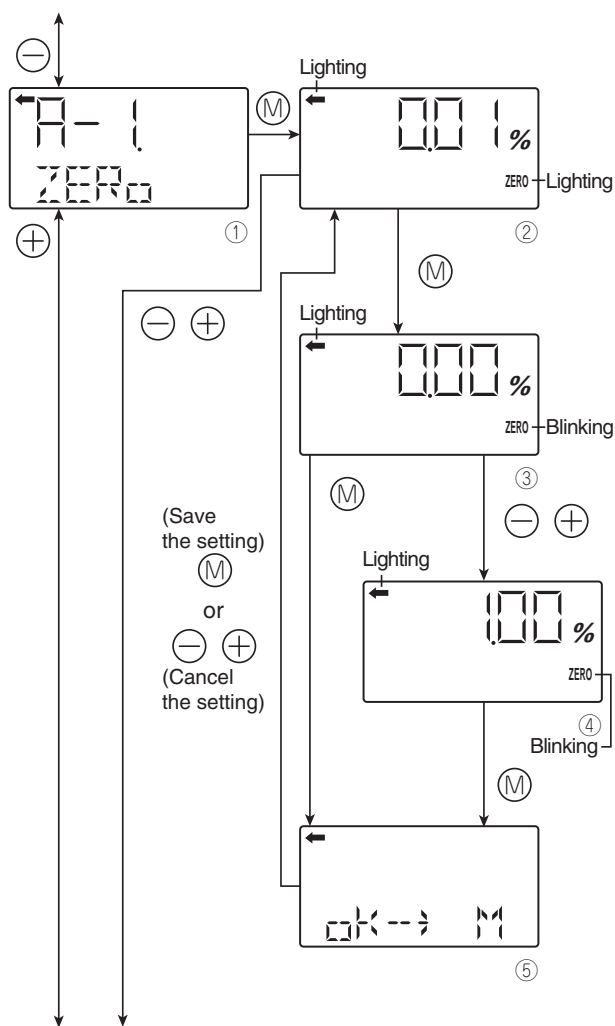 ⊖
Lighting
← A-1.
ZERo
①
Ⓜ
← 0.01 %
ZERO
Lighting
②
⊕
⊖ ⊕
Ⓜ
Lighting
← 0.00 %
ZERO
Blinking
③
(Save
the setting)
Ⓜ
or
⊖ ⊕
(Cancel
the setting)
Ⓜ
⊖ ⊕
Lighting
← 1.00 %
ZERO
④
Blinking
Ⓜ
←
oK--→ M
⑤